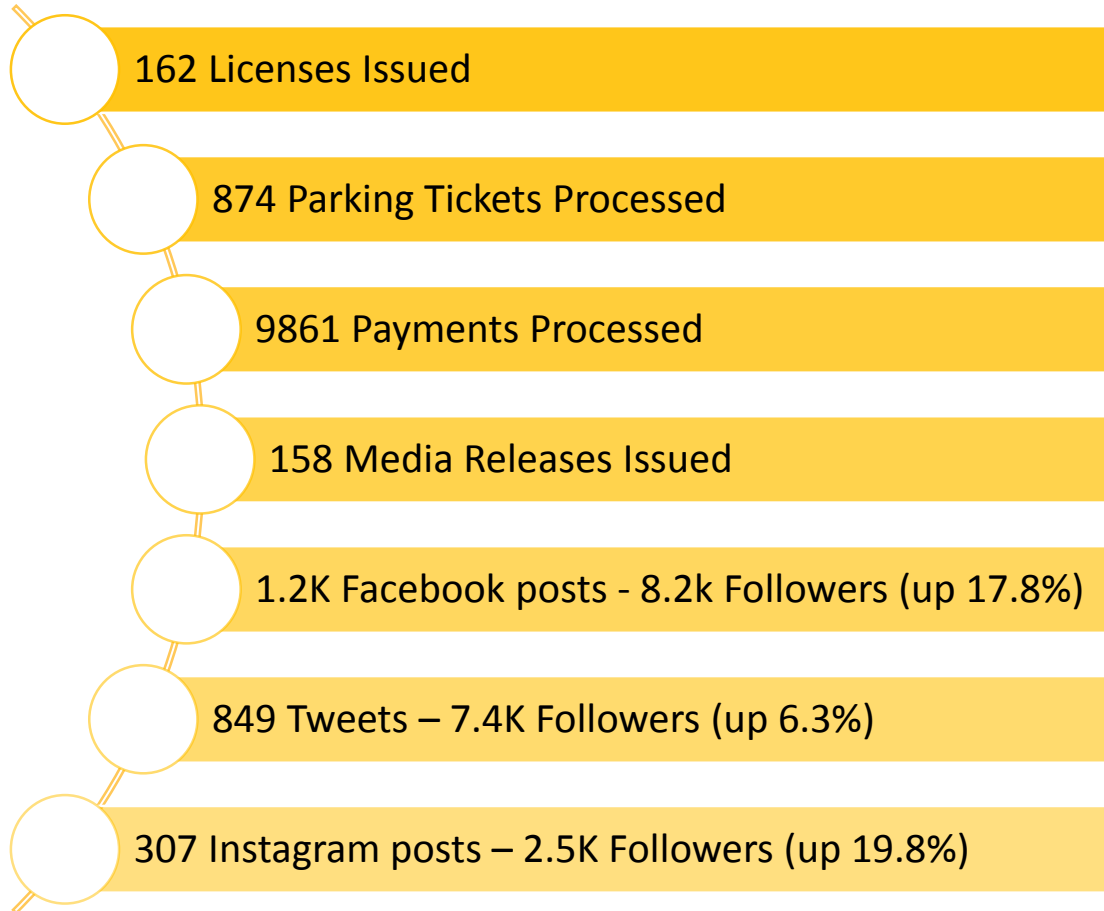 162 Licenses Issued
874 Parking Tickets Processed
9861 Payments Processed
158 Media Releases Issued
1.2K Facebook posts - 8.2k Followers (up 17.8%)
849 Tweets – 7.4K Followers (up 6.3%)
307 Instagram posts – 2.5K Followers (up 19.8%)